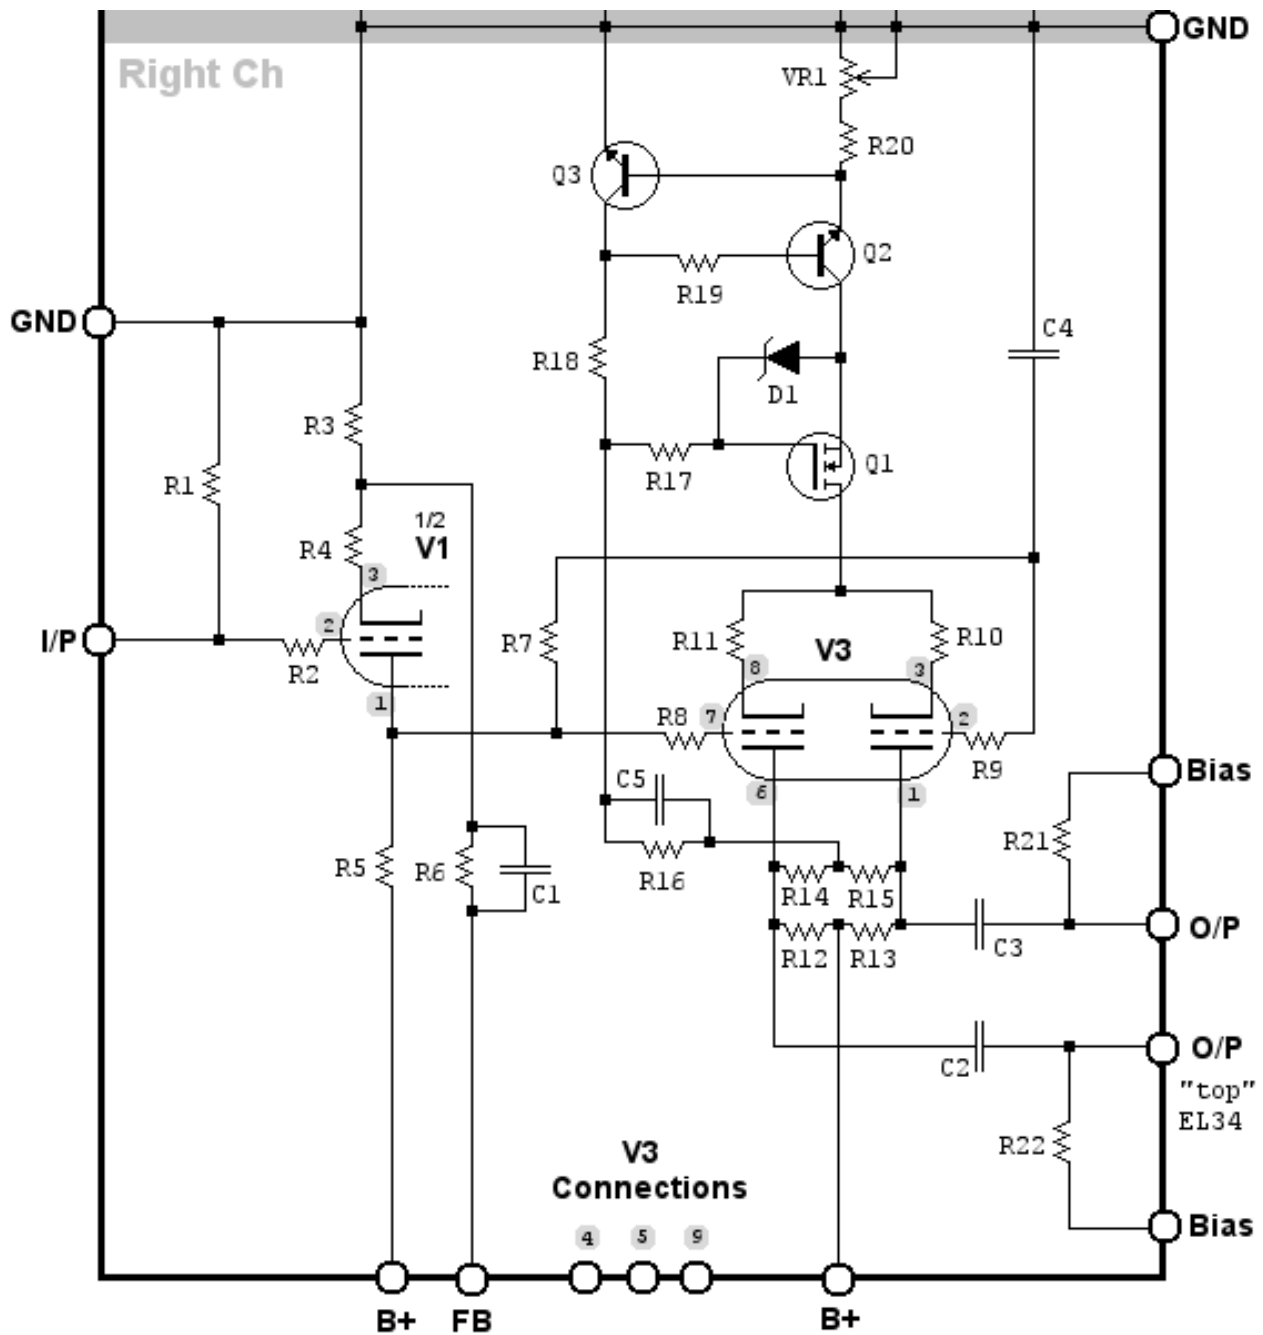 GND
Right Ch
VR1
R20
Q3
Q2
R19
GND
C4
R18
D1
R3
Q1
R17
R1
1/2
V1
R4
3
2
I/P
R2
R7
R11
V3
R10
8
3
1
R8
7
2
R9
C5
6
1
Bias
R21
R5
R6
R16
C1
R14
R15
O/P
C3
R12
R13
O/P
C2
"top"
EL34
R22
V3
Connections
Bias
4
5
9
B+
FB
B+